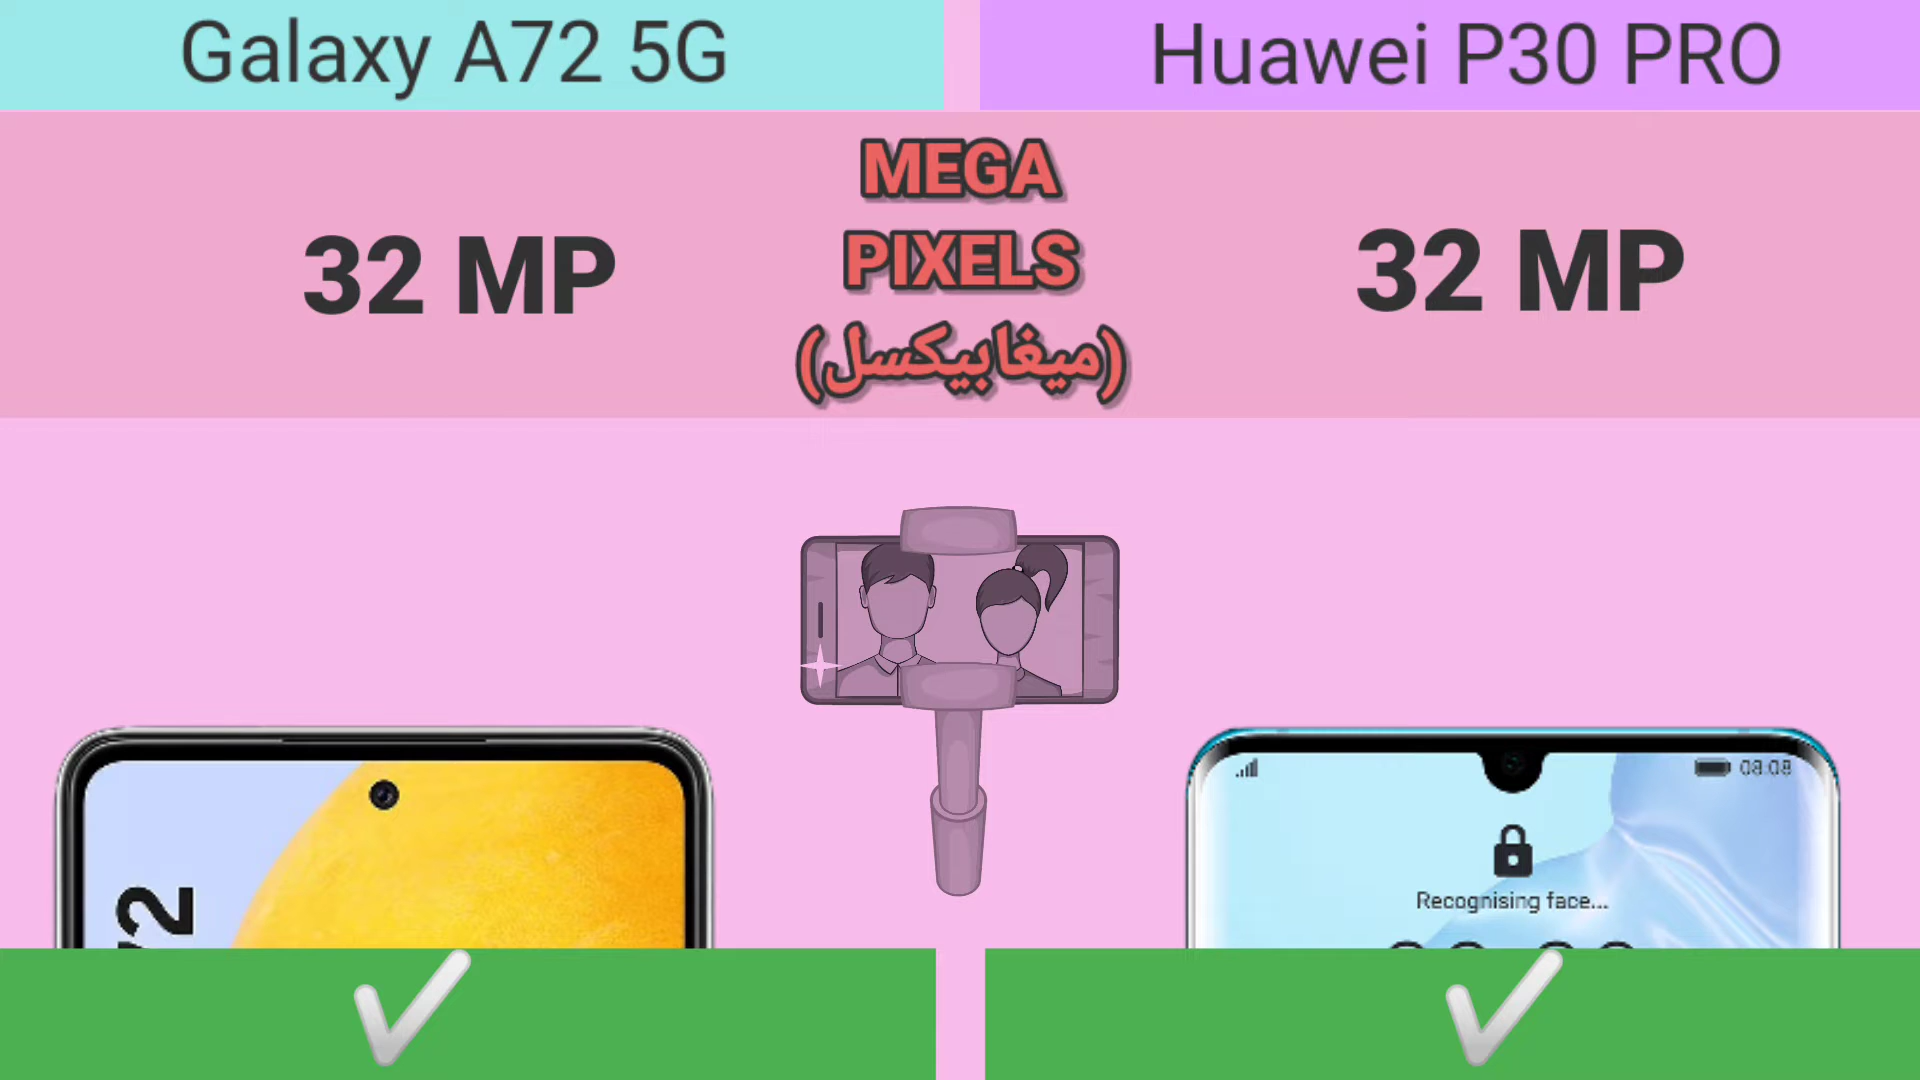 Galaxy A72 5G
Huawei P30 PRO
MEGA
PIXELS
(ميغابيكسل)
32 MP
32 MP
08:08
Recognising face...